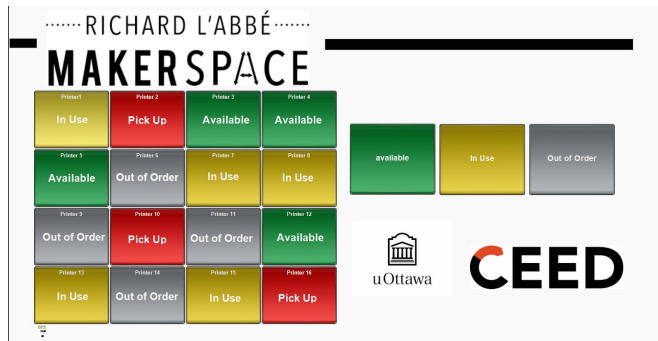 RICHARD L'ABBÉ
MAKERSPACE
Printer1
In Use
Printer 2
Pick Up
Printer 3
Available
Printer 4
Available
Printer 5
Available
Printer 6
Out of Order
Printer 7
In Use
Printer 8
In Use
Printer 9
Out of Order
Printer 10
Pick Up
Printer 11
Out of Order
Printer 12
Available
Printer 13
In Use
Printer 14
Out of Order
Printer 15
In Use
Printer 16
Pick Up
available
In Use
Out of Order
uOttawa
CEED